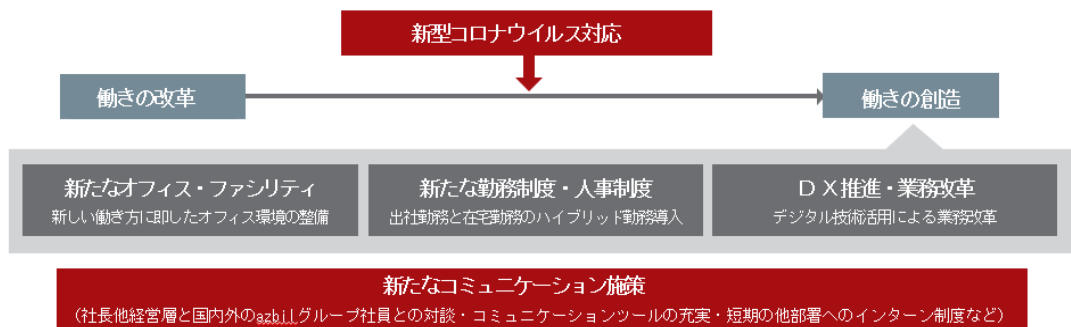 新型コロナウイルス対応
働きの改革
働きの創造
新たなオフィス・ファシリティ
新しい働き方に即したオフィス環境の整備
新たな勤務制度・人事制度
出社勤務と在宅勤務のハイブリッド勤務導入
ＤＸ推進・業務改革
デジタル技術活用による業務改革
新たなコミュニケーション施策
（社長他経営層と国内外のazbilグループ社員との対談・コミュニケーションツールの充実・短期の他部署へのインターン制度など）